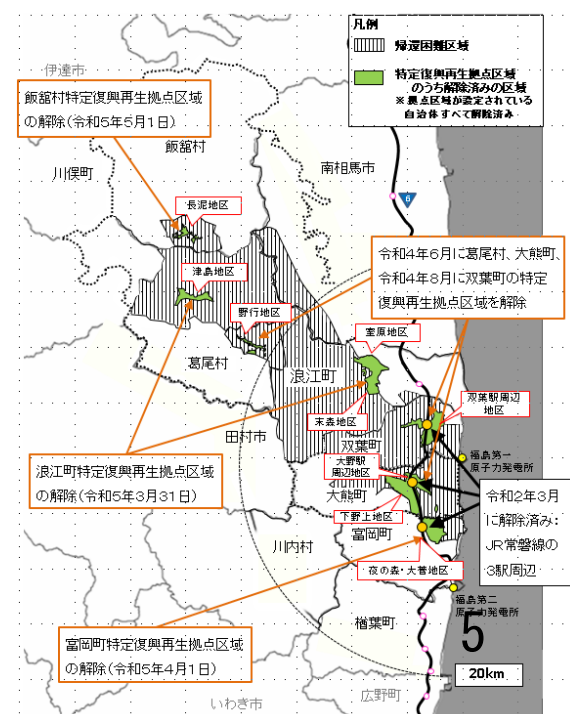 凡例
帰還困難区域
特定復興再生拠点区域
のうち解除済みの区域
※拠点区域が設定されている
自治体すべて解除済み
伊達市
飯舘村特定復興再生拠点区域
の解除(令和5年5月1日)
飯舘村
川俣町
南相馬市
6
長泥地区
津島地区
野行地区
令和4年6月に葛尾村、大熊町、
令和4年8月に双葉町の特定
復興再生拠点区域を解除
室原地区
葛尾村
浪江町
末森地区
双葉駅周辺
地区
田村市
双葉町
大野駅
周辺地区
福島第一
原子力発電所
浪江町特定復興再生拠点区域
の解除(令和5年3月31日)
大熊町
下野上地区
令和2年3月
に解除済み:
JR常磐線の
3駅周辺
富岡町
川内村
夜の森・大菅地区
福島第二
原子力発電所
楢葉町
5
富岡町特定復興再生拠点区域
の解除(令和5年4月1日)
20km
いわき市
広野町